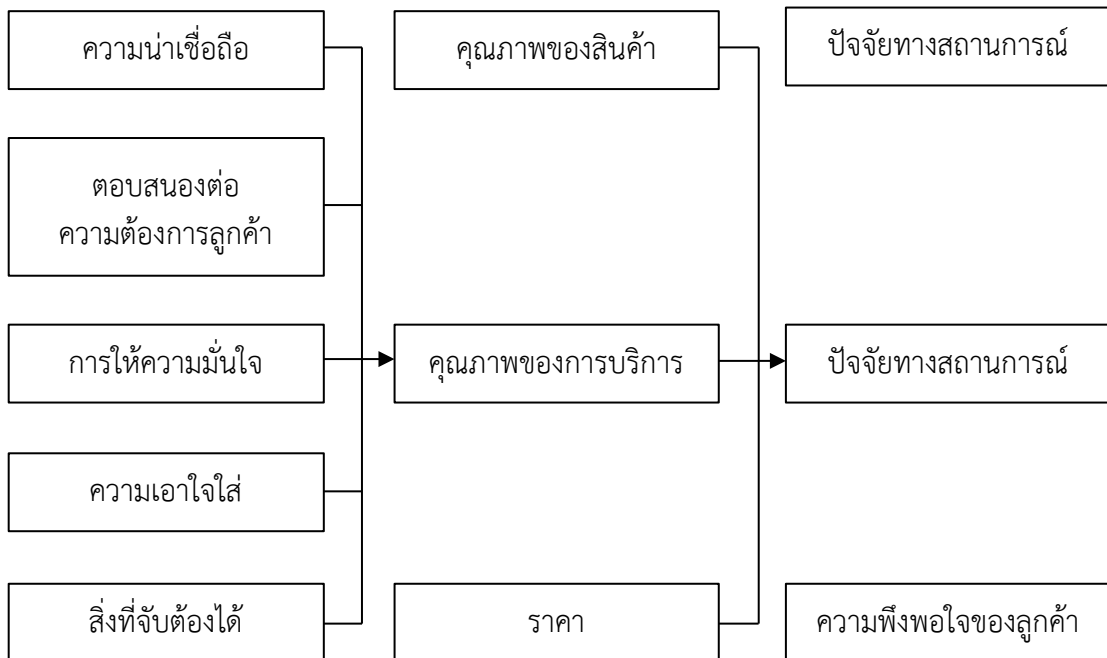 ความน่าเชื่อถือ
คุณภาพของสินค้า
ปัจจัยทางสถานการณ์
ตอบสนองต่อ
ความต้องการลูกค้า
การให้ความมั่นใจ
คุณภาพของการบริการ
ปัจจัยทางสถานการณ์
ความเอาใจใส่
สิ่งที่จับต้องได้
ราคา
ความพึงพอใจของลูกค้า